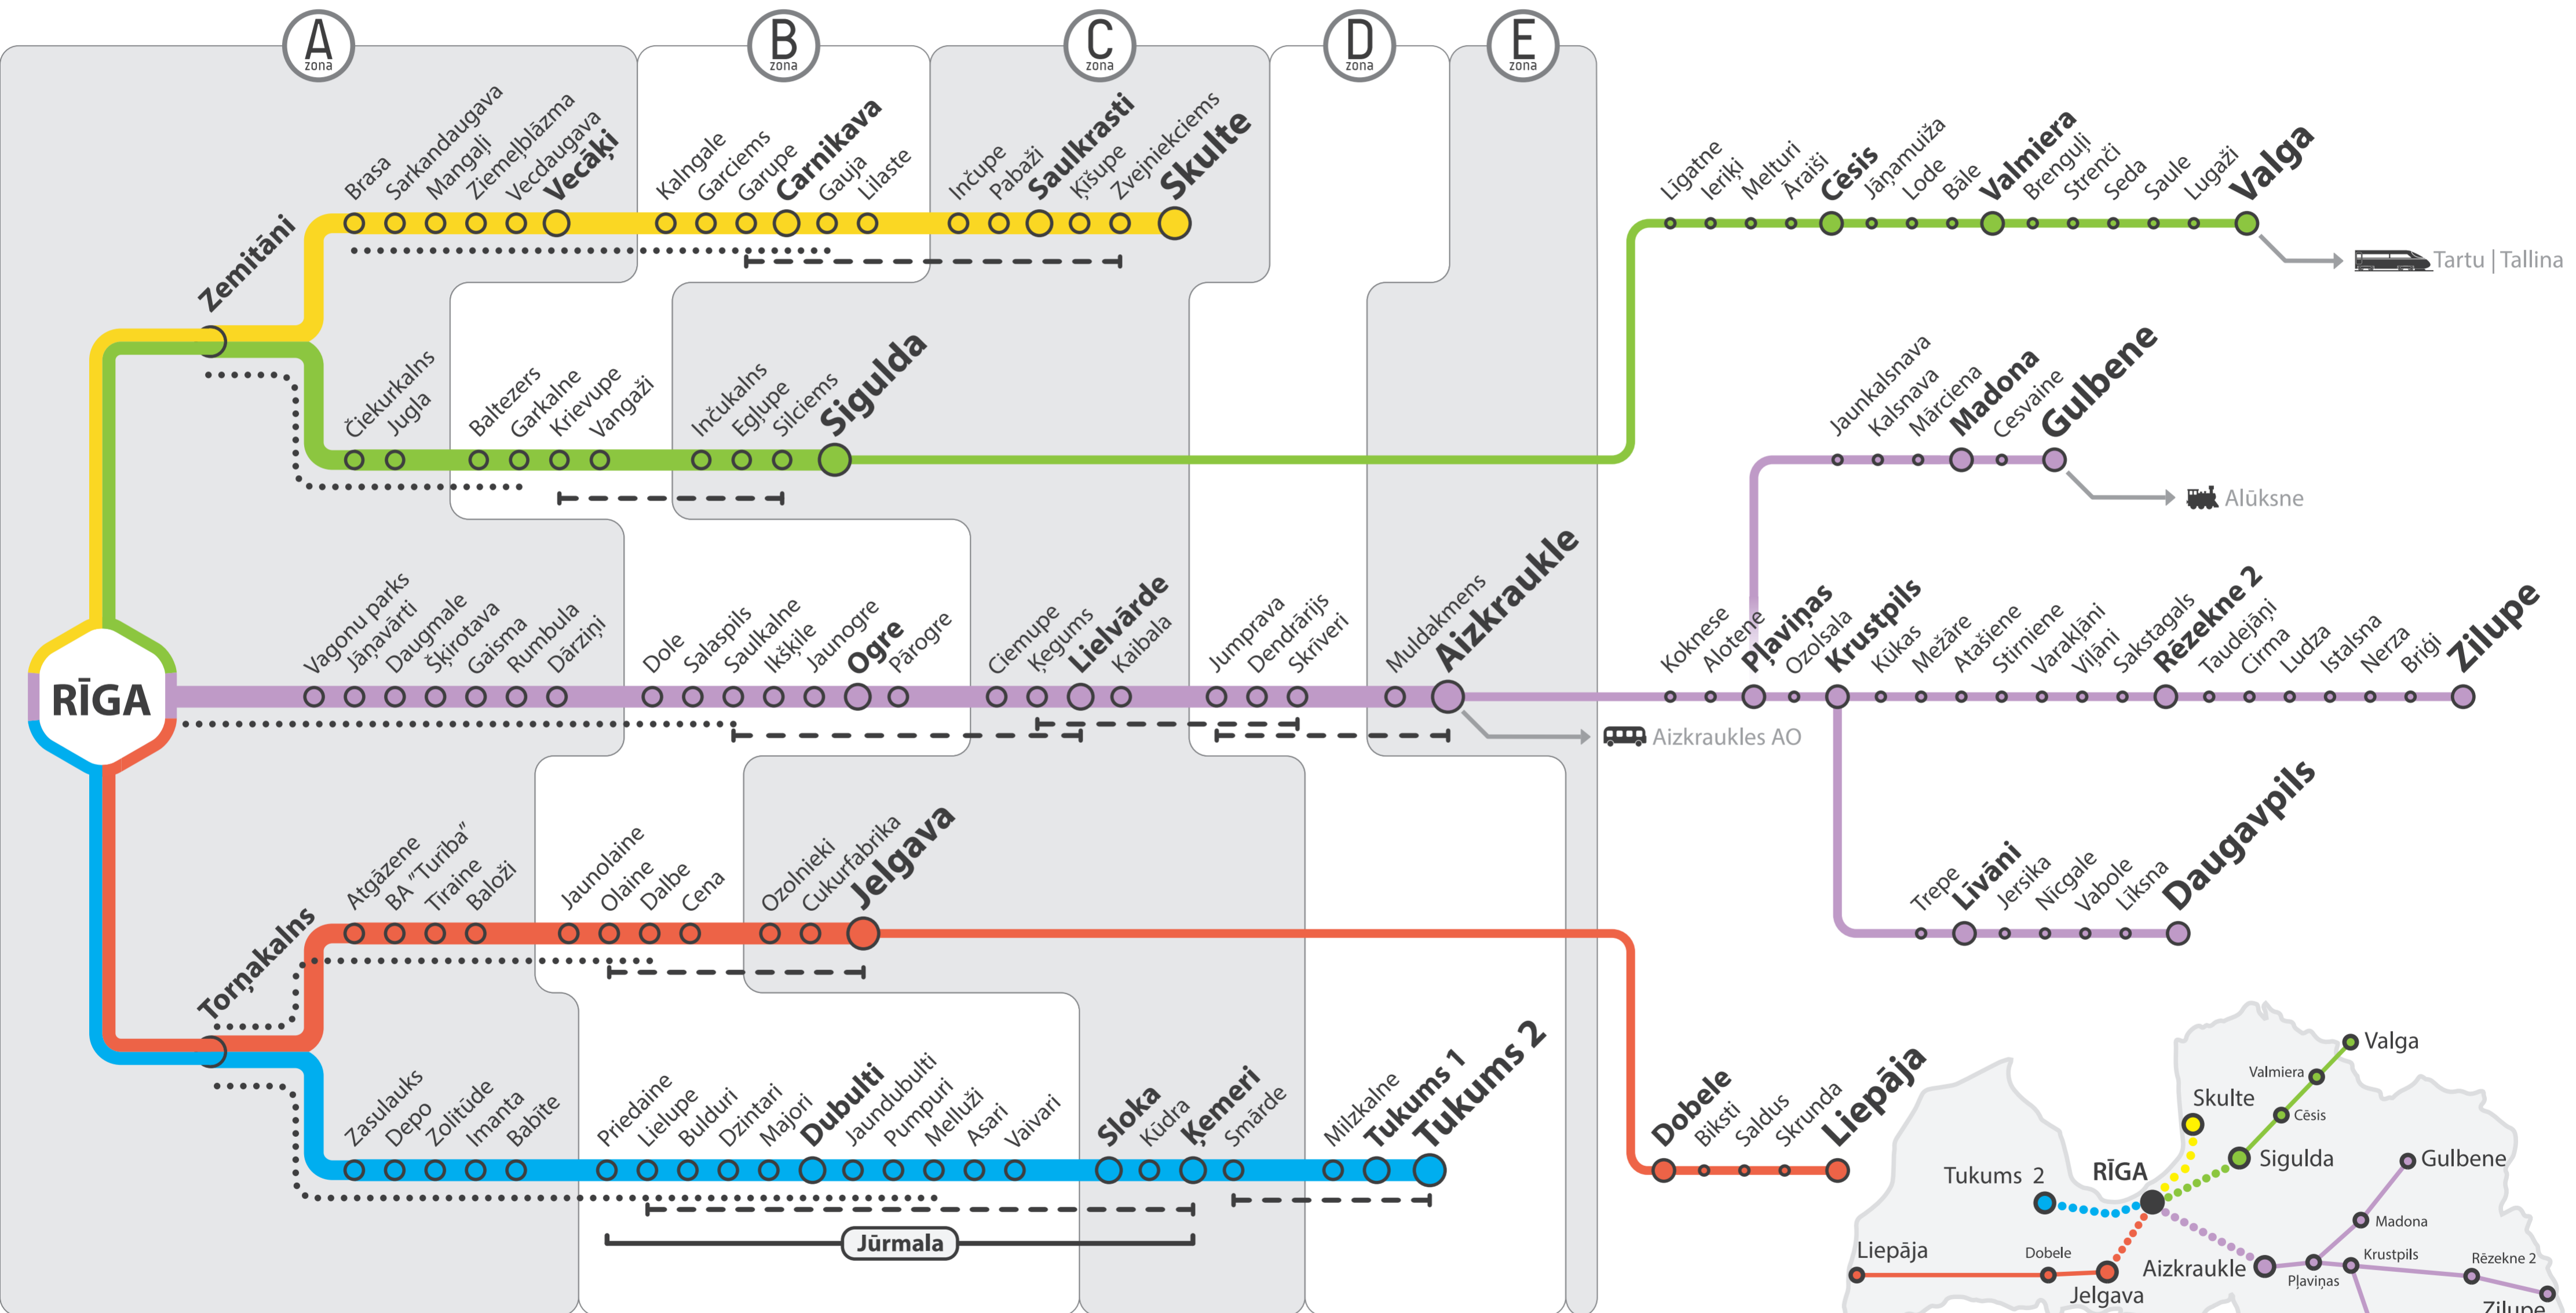 A zona
B zona
C zona
D zona
E zona
Brasa
Sarkandaugava
Mangaļi
Ziemeļblāzma
Vecdaugava
Vecāķi
Kalngale
Garciems
Garupe
Carnikava
Gauja
Lilaste
Inčupe
Pabaži
Saulkrasti
Ķīšupe
Zvejniekciems
Skulte
Līgatne
Ieriķi
Melturi
Āraiši
Cēsis
Jāņamuiža
Lode
Bāle
Valmiera
Brenguļi
Strenči
Seda
Saule
Lugaži
Valga
Tartu | Tallina
Zemitāni
Čiekurkalns
Jugla
Baltezers
Garkalne
Krievupe
Vangaži
Inčukalns
Egļupe
Silciems
Sigulda
Jaunkalsnava
Kalsnava
Mārciena
Madona
Cesvaine
Gulbene
Alūksne
RĪGA
Vagonu parks
Jāņavārti
Daugmale
Šķirotava
Gaisma
Rumbula
Dārziņi
Dole
Salaspils
Saulkalne
Ikšķile
Jaunogre
Ogre
Pārogre
Ciemupe
Ķegums
Lielvārde
Kaibala
Jumprava
Dendrārijs
Skrīveri
Muldakmens
Aizkraukle
Koknese
Alotene
Pļaviņas
Ozolsala
Krustpils
Kūkas
Mežāre
Atašiene
Stirniene
Varakļāni
Viļāni
Sakstagals
Rēzekne 2
Taudejāņi
Cirma
Ludza
Istalsna
Nerza
Briģi
Zilupe
Aizkraukles AO
Torņakalns
Atgāzene
BA "Turība"
Tīraine
Baloži
Jaunolaine
Olaine
Dalbe
Cena
Ozolnieki
Cukurfabrika
Jelgava
Trepe
Līvāni
Jersika
Nīcgale
Vabole
Līksna
Daugavpils
Zasulauks
Depo
Zolitūde
Imanta
Babīte
Priedaine
Lielupe
Bulduri
Dzintari
Majori
Dubulti
Jaundubulti
Pumpuri
Melluži
Asari
Vaivari
Sloka
Kūdra
Ķemeri
Smārde
Milzkalne
Tukums 1
Tukums 2
Dobele
Biksti
Saldus
Skrunda
Liepāja
Jūrmala
Valga
Valmiera
Skulte
Cēsis
Sigulda
Gulbene
Tukums 2
RĪGA
Madona
Liepāja
Dobele
Jelgava
Aizkraukle
Pļaviņas
Krustpils
Rēzekne 2
Zilupe